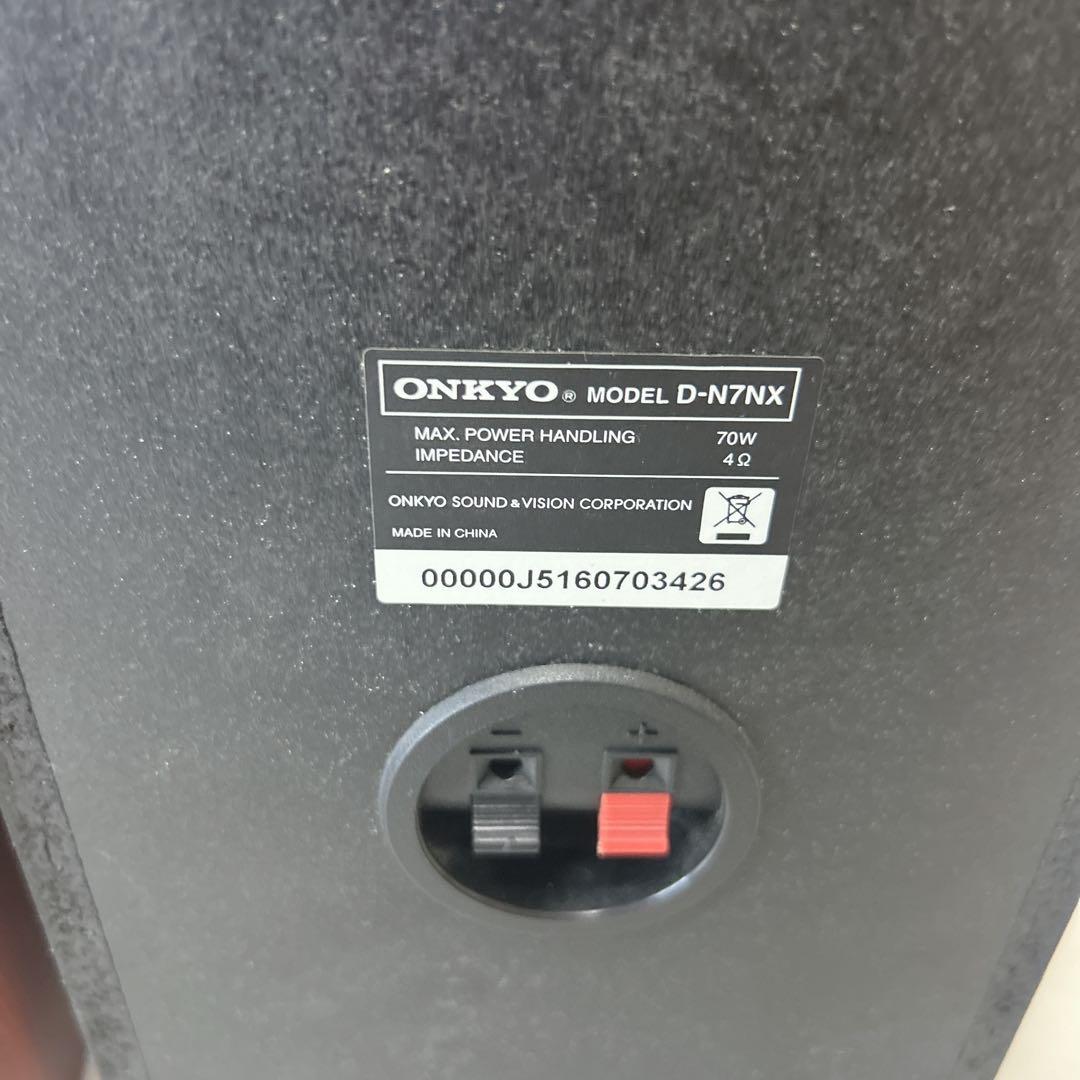 ONKYO® MODEL D-N7NX
MAX. POWER HANDLING 70W
IMPEDANCE 4Ω
ONKYO SOUND & VISION CORPORATION
MADE IN CHINA
00000J5160703426
− +